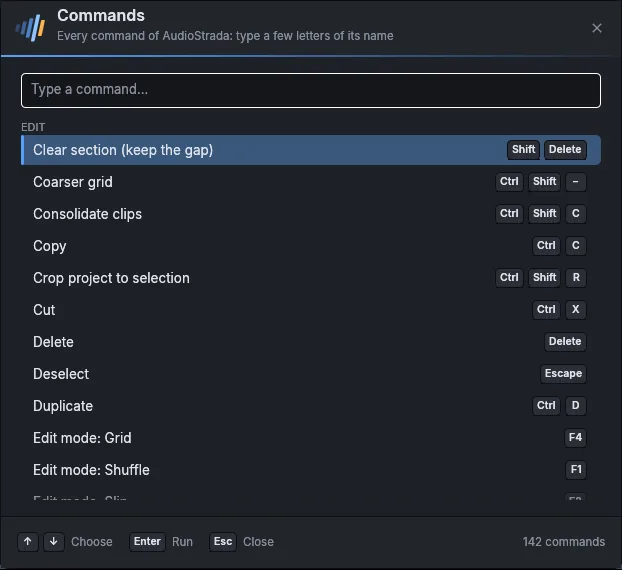 Commands
Every command of AudioStrada: type a few letters of its name
Type a command...
EDIT
Clear section (keep the gap) Shift Delete
Coarser grid Ctrl Shift −
Consolidate clips Ctrl Shift C
Copy Ctrl C
Crop project to selection Ctrl Shift R
Cut Ctrl X
Delete Delete
Deselect Escape
Duplicate Ctrl D
Edit mode: Grid F4
Edit mode: Shuffle F1
Edit mode:
↑ ↓ Choose Enter Run Esc Close 142 commands